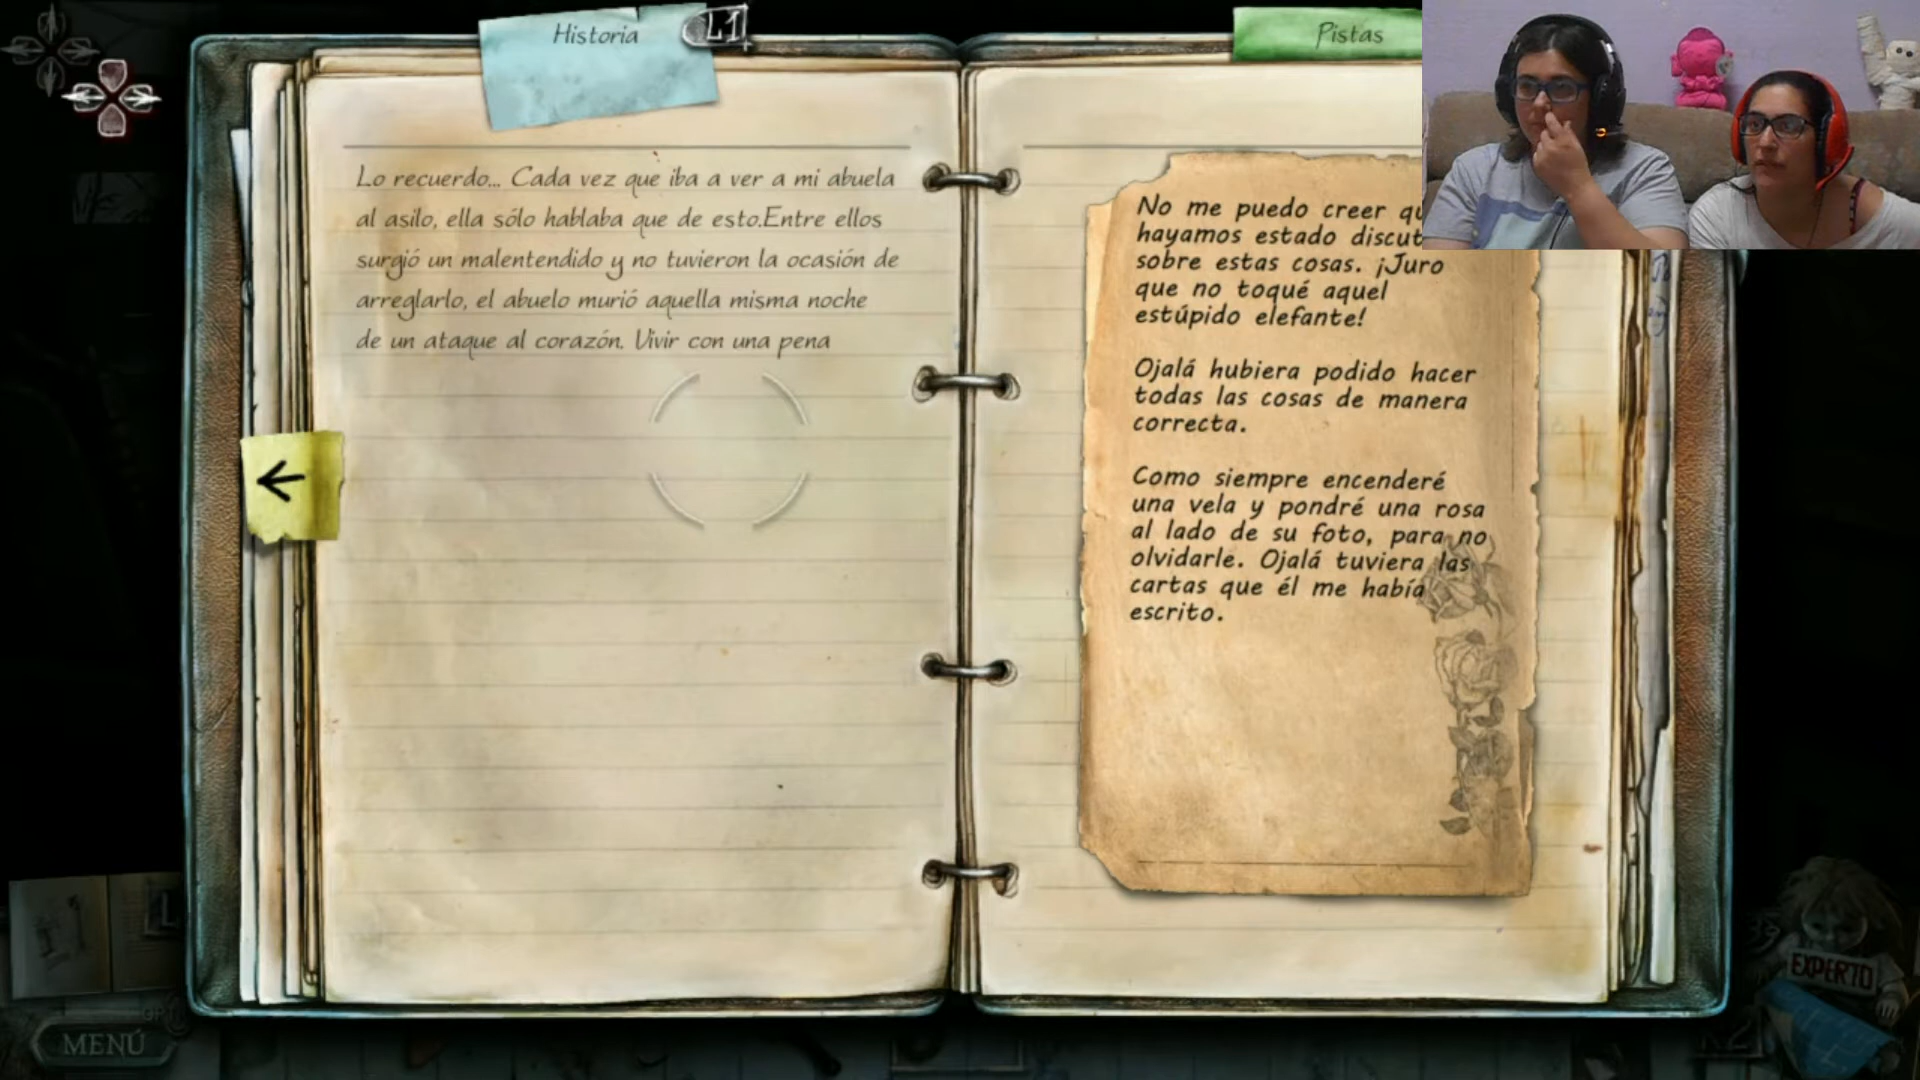 Historia
L1
Pistas
Lo recuerdo... Cada vez que iba a ver a mi abuela
al asilo, ella sólo hablaba que de esto.Entre ellos
surgió un malentendido y no tuvieron la ocasión de
arreglarlo, el abuelo murió aquella misma noche
de un ataque al corazón. Vivir con una pena
No me puedo creer qu
hayamos estado discut
sobre estas cosas. ¡Juro
que no toqué aquel
estúpido elefante!
Ojalá hubiera podido hacer
todas las cosas de manera
correcta.
Como siempre encenderé
una vela y pondré una rosa
al lado de su foto, para no
olvidarle. Ojalá tuviera las
cartas que él me había
escrito.
MENÚ
EXPERTO
R2